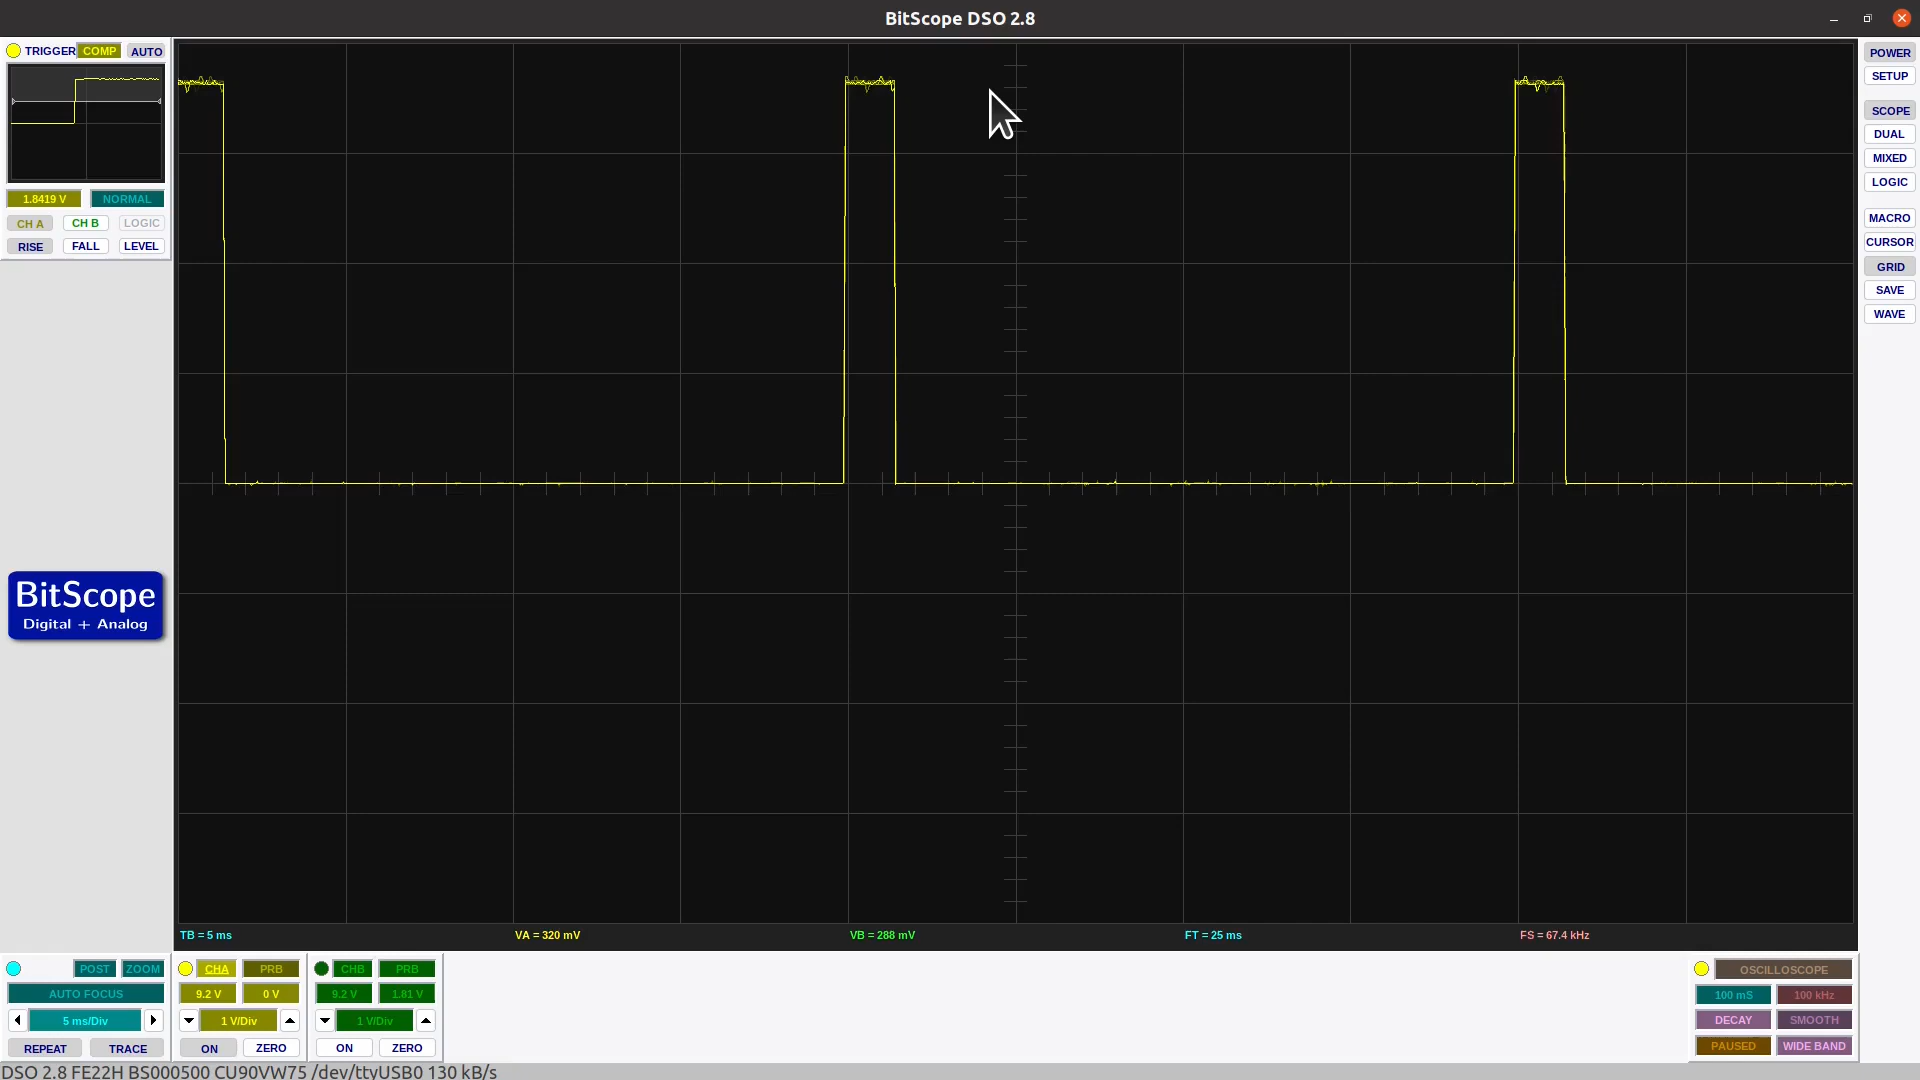 BitScope DSO 2.8
TRIGGER COMP AUTO
1.8419 V NORMAL
CH A CH B LOGIC
RISE FALL LEVEL
POWER
SETUP
SCOPE
DUAL
MIXED
LOGIC
MACRO
CURSOR
GRID
SAVE
WAVE
BitScope
Digital + Analog
TB = 5 ms VA = 320 mV VB = 288 mV FT = 25 ms FS = 67.4 kHz
POST ZOOM CHA PRB CHB PRB OSCILLOSCOPE
AUTO FOCUS 9.2 V 0 V 9.2 V 1.81 V 100 mS 100 kHz
5 ms/Div 1 V/Div 1 V/Div DECAY SMOOTH
REPEAT TRACE ON ZERO ON ZERO PAUSED WIDE BAND
DSO 2.8 FE22H BS000500 CU90VW75 /dev/ttyUSB0 130 kB/s